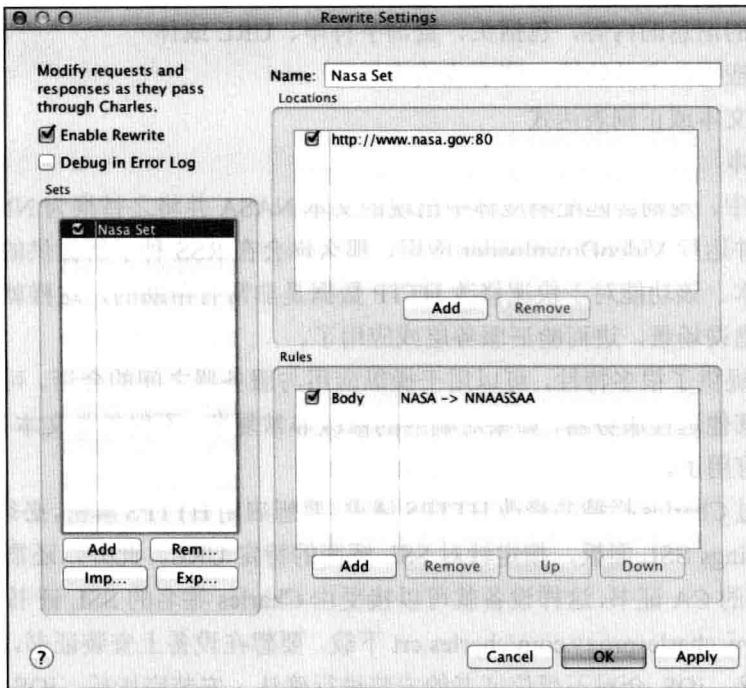 Rewrite Settings
Modify requests and
responses as they pass
through Charles.
Enable Rewrite
Debug in Error Log
Sets
Nasa Set
Add
Rem...
Imp...
Exp...
Name: Nasa Set
Locations
http://www.nasa.gov:80
Add
Remove
Rules
Body NASA -> NNAASSAA
Add
Remove
Up
Down
?
Cancel
OK
Apply